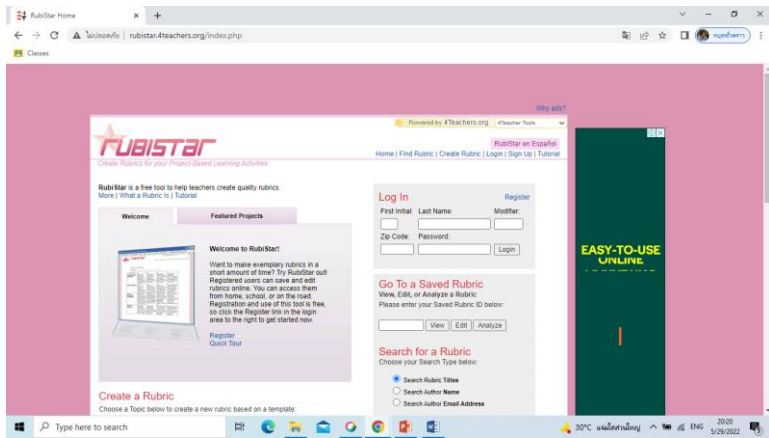 RubiStar Home
rubistar.4teachers.org/index.php
Classes
Why ads?
Powered by 4Teachers.org 4Teacher Tools
RUBISTAR
RubiStar en Español
Create Rubrics for your Project-Based Learning Activities
Home | Find Rubric | Create Rubric | Login | Sign Up | Tutorial
RubiStar is a free tool to help teachers create quality rubrics.
More | What a Rubric is | Tutorial
Welcome Featured Projects
Welcome to RubiStar!
Want to make exemplary rubrics in a
short amount of time? Try RubiStar out!
Registered users can save and edit
rubrics online. You can access them
from home, school, or on the road.
Registration and use of this tool is free,
so click the Register link in the login
area to the right to get started now.
Register
Quick Tour
Create a Rubric
Choose a Topic below to create a new rubric based on a template:
Log In Register
First Initial: Last Name: Modifier:
Zip Code: Password:
Login
Go To a Saved Rubric
View, Edit, or Analyze a Rubric
Please enter your Saved Rubric ID below:
View Edit Analyze
Search for a Rubric
Choose your Search Type below:
Search Rubric Titles
Search Author Name
Search Author Email Address
EASY-TO-USE
ONLINE
Type here to search
30°C ENG
20:20
5/29/2022